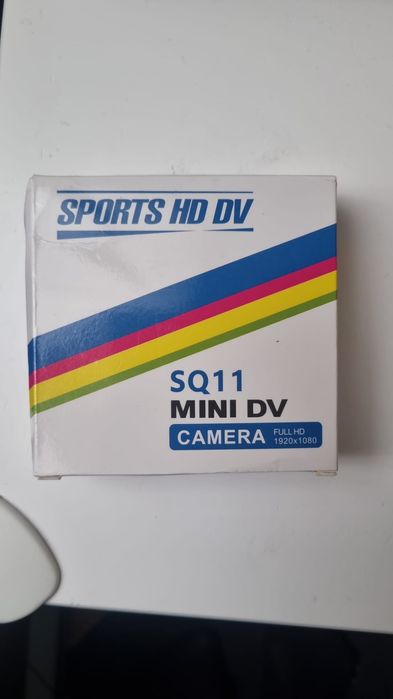 SPORTS HD DV
SQ11
MINI DV
CAMERA FULL HD
1920x1080